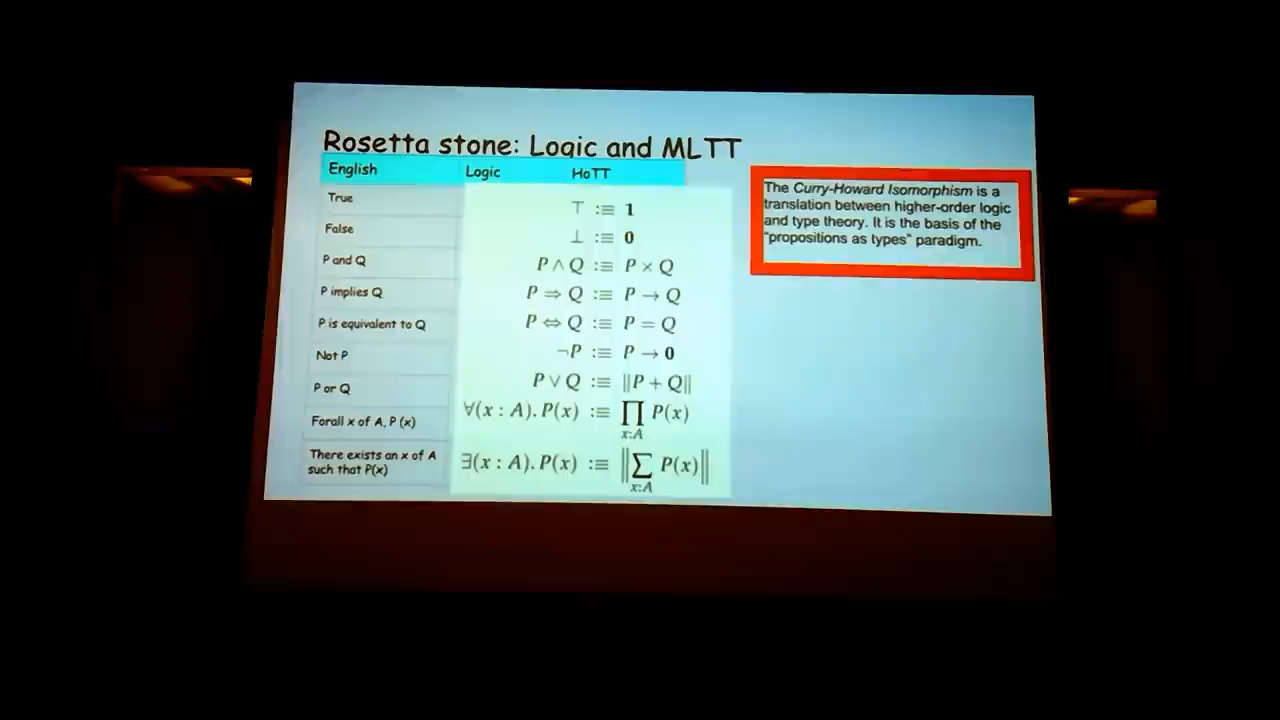 Rosetta stone: Logic and MLTT
English Logic HoTT
True ⊤ :≡ 1
False ⊥ :≡ 0
P and Q P ∧ Q :≡ P × Q
P implies Q P ⇒ Q :≡ P → Q
P is equivalent to Q P ⇔ Q :≡ P = Q
Not P ¬P :≡ P → 0
P or Q P ∨ Q :≡ ‖P + Q‖
Forall x of A, P (x) ∀(x : A). P(x) :≡ ∏ P(x)
x:A
There exists an x of A
such that P(x) ∃(x : A). P(x) :≡ ‖∑ P(x)‖
x:A
The Curry-Howard Isomorphism is a
translation between higher-order logic
and type theory. It is the basis of the
"propositions as types" paradigm.